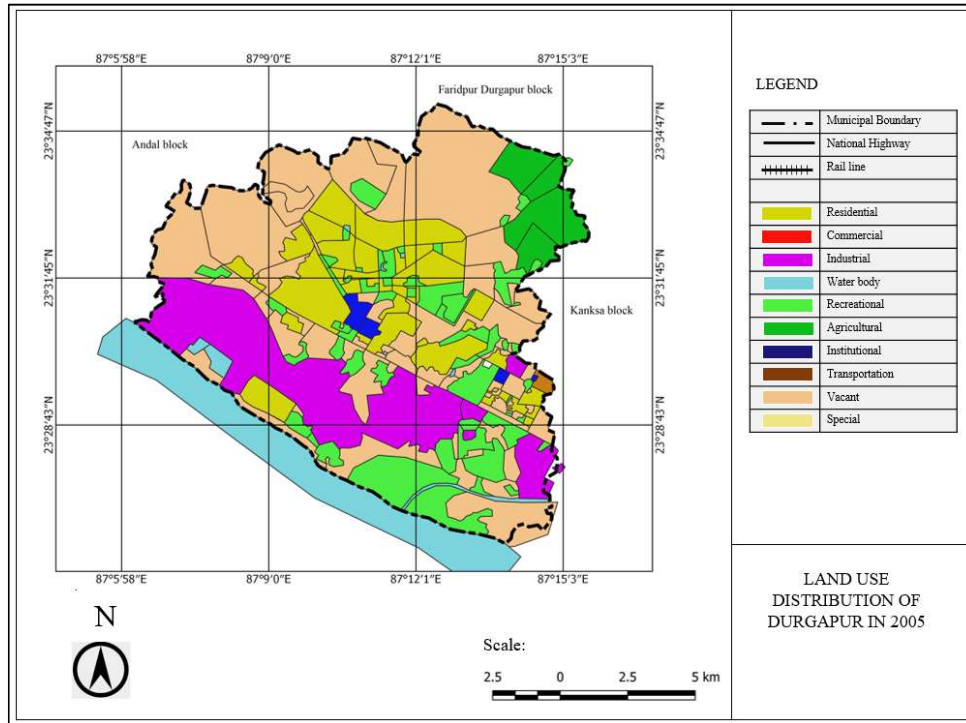 87°5'58"E 87°9'0"E 87°12'1"E 87°15'3"E
Faridpur Durgapur block
Andal block
Kanksa block
23°34'47"N
23°31'45"N
23°28'43"N
23°34'47"N
23°31'45"N
23°28'43"N
87°5'58"E 87°9'0"E 87°12'1"E 87°15'3"E
N
Scale:
2.5 0 2.5 5 km
LEGEND
Municipal Boundary
National Highway
Rail line
Residential
Commercial
Industrial
Water body
Recreational
Agricultural
Institutional
Transportation
Vacant
Special
LAND USE
DISTRIBUTION OF
DURGAPUR IN 2005